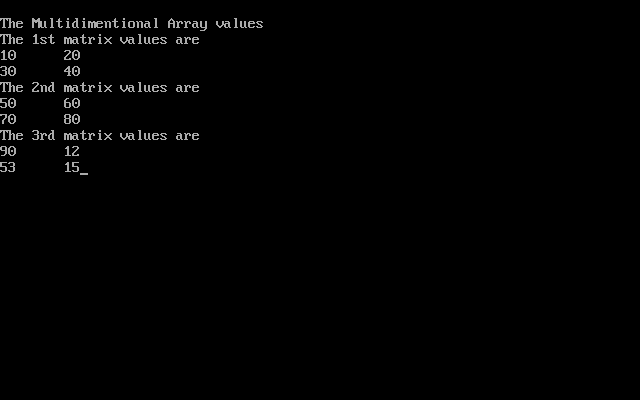 The Multidimentional Array values
The 1st matrix values are
10      20
30      40
The 2nd matrix values are
50      60
70      80
The 3rd matrix values are
90      12
53      15_